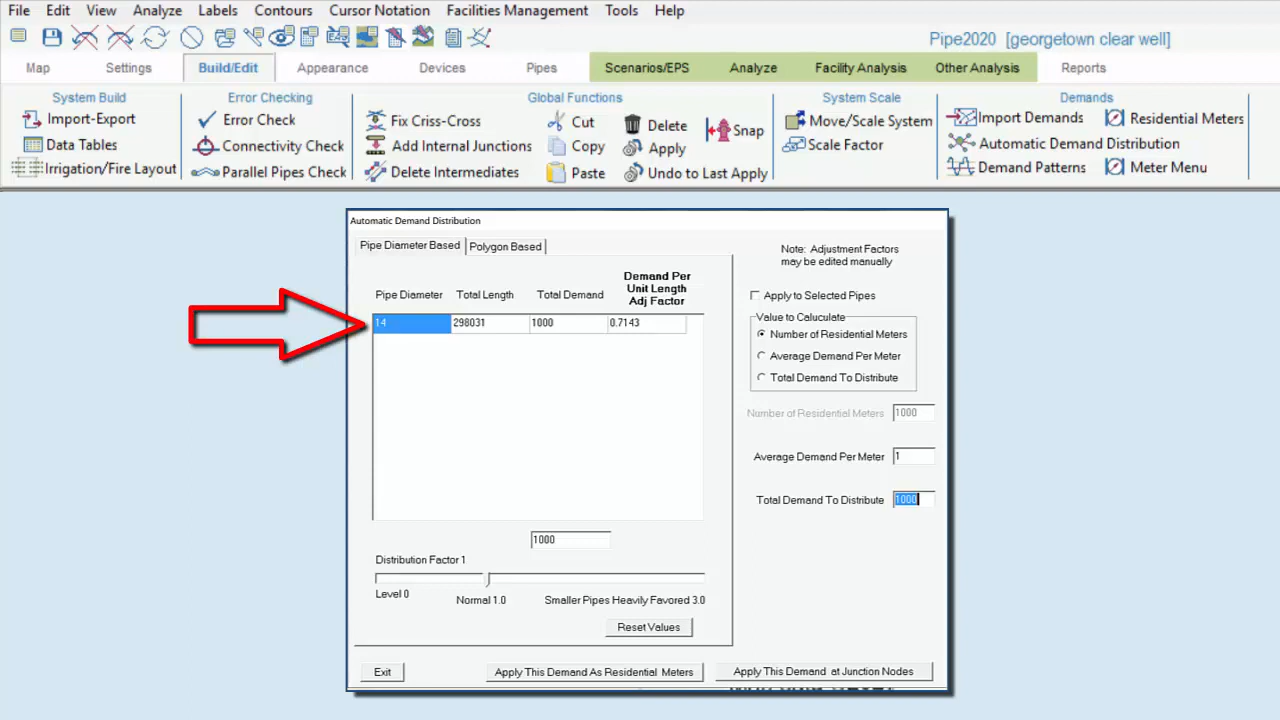 File Edit View Analyze Labels Contours Cursor Notation Facilities Management Tools Help
Pipe2020 [georgetown clear well]
Map Settings Build/Edit Appearance Devices Pipes Scenarios/EPS Analyze Facility Analysis Other Analysis Reports
System Build Error Checking Global Functions System Scale Demands
Import-Export Error Check Fix Criss-Cross Cut Delete Snap Move/Scale System Import Demands Residential Meters
Data Tables Connectivity Check Add Internal Junctions Copy Apply Scale Factor Automatic Demand Distribution
Irrigation/Fire Layout Parallel Pipes Check Delete Intermediates Paste Undo to Last Apply Demand Patterns Meter Menu
Automatic Demand Distribution
Pipe Diameter Based Polygon Based
Note: Adjustment Factors
may be edited manually
Pipe Diameter Total Length Total Demand Demand Per
Unit Length
Adj Factor
14 298031 1000 0.7143
Apply to Selected Pipes
Value to Caluculate
Number of Residential Meters
Average Demand Per Meter
Total Demand To Distribute
Number of Residential Meters 1000
Average Demand Per Meter 1
Total Demand To Distribute 1000
1000
Distribution Factor 1
Level 0 Normal 1.0 Smaller Pipes Heavily Favored 3.0
Reset Values
Exit Apply This Demand As Residential Meters Apply This Demand at Junction Nodes